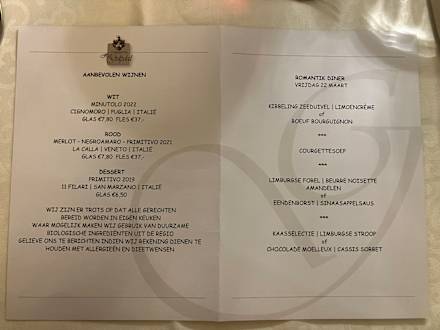 AANBEVOLEN WIJNEN
WIT
MINUTOLO 2022
CIGNOMORO | PUGLIA | ITALIË
GLAS €7,80 FLES €37,-
ROOD
MERLOT - NEGROAMARO - PRIMITIVO 2021
LA CALLA | VENETO | ITALIË
GLAS €7,80 FLES €37,-
DESSERT
PRIMITIVO 2019
11 FILARI | SAN MARZANO | ITALIË
GLAS €6,50
WIJ ZIJN ER TROTS OP DAT ALLE GERECHTEN
BEREID WORDEN IN EIGEN KEUKEN
WAAR MOGELIJK MAKEN WIJ GEBRUIK VAN DUURZAME
BIOLOGISCHE INGREDIËNTEN UIT DE REGIO
GELIEVE ONS TE BERICHTEN INDIEN WIJ REKENING DIENEN TE
HOUDEN MET ALLERGIEËN EN DIEETWENSEN
ROMANTIK DINER
VRIJDAG 22 MAART
KIBBELING ZEEDUIVEL | LIMOENCRÈME
of
BOEUF BOURGUIGNON
***
COURGETTESOEP
***
LIMBURGSE FOREL | BEURRE NOISETTE
AMANDELEN
of
EENDENBORST | SINAASAPPELSAUS
***
KAASSELECTIE | LIMBURGSE STROOP
of
CHOCOLADE MOELLEUX | CASSIS SORBET